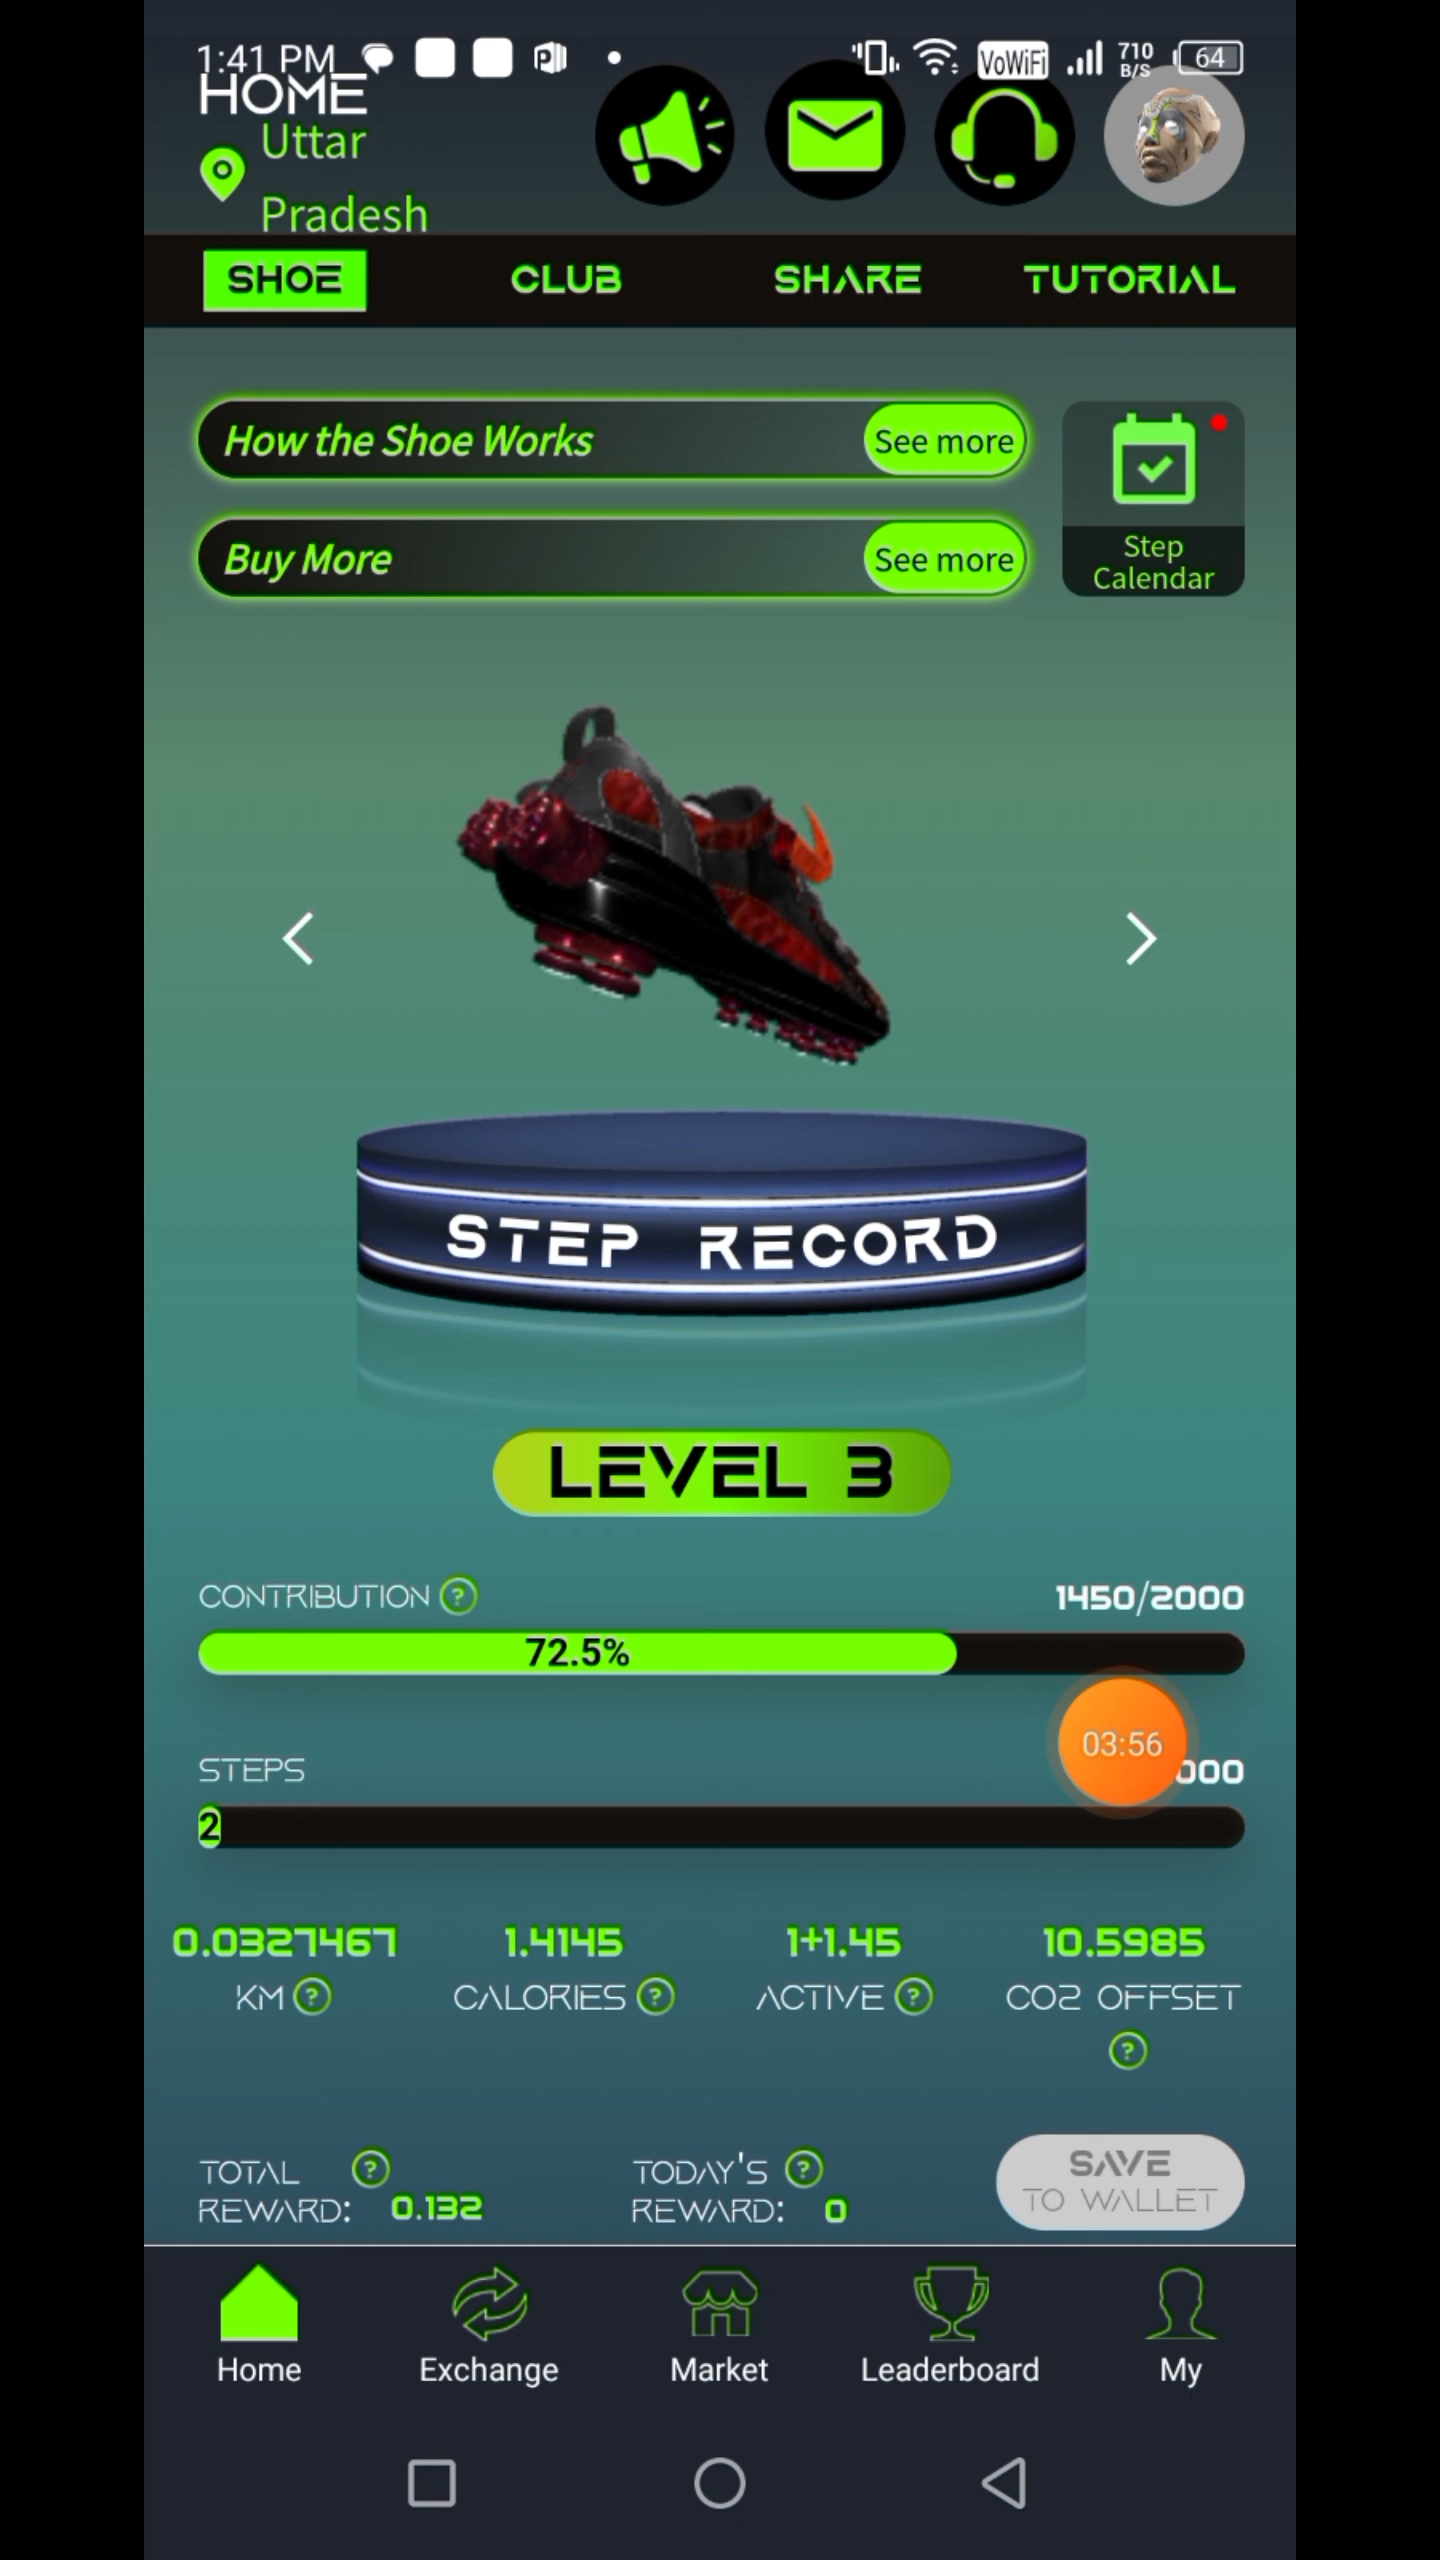 1:41 PM
VoWiFi
710
B/S
64
HOME
Uttar
Pradesh
SHOE CLUB SHARE TUTORIAL
How the Shoe Works See more
Buy More See more
Step
Calendar
STEP RECORD
LEVEL 3
CONTRIBUTION ? 1450/2000
72.5%
03:56
STEPS 000
2
0.0327467 1.4145 1+1.45 10.5985
KM ? CALORIES ? ACTIVE ? CO2 OFFSET
?
TOTAL ? TODAY'S ? SAVE
REWARD: 0.132 REWARD: 0 TO WALLET
Home Exchange Market Leaderboard My